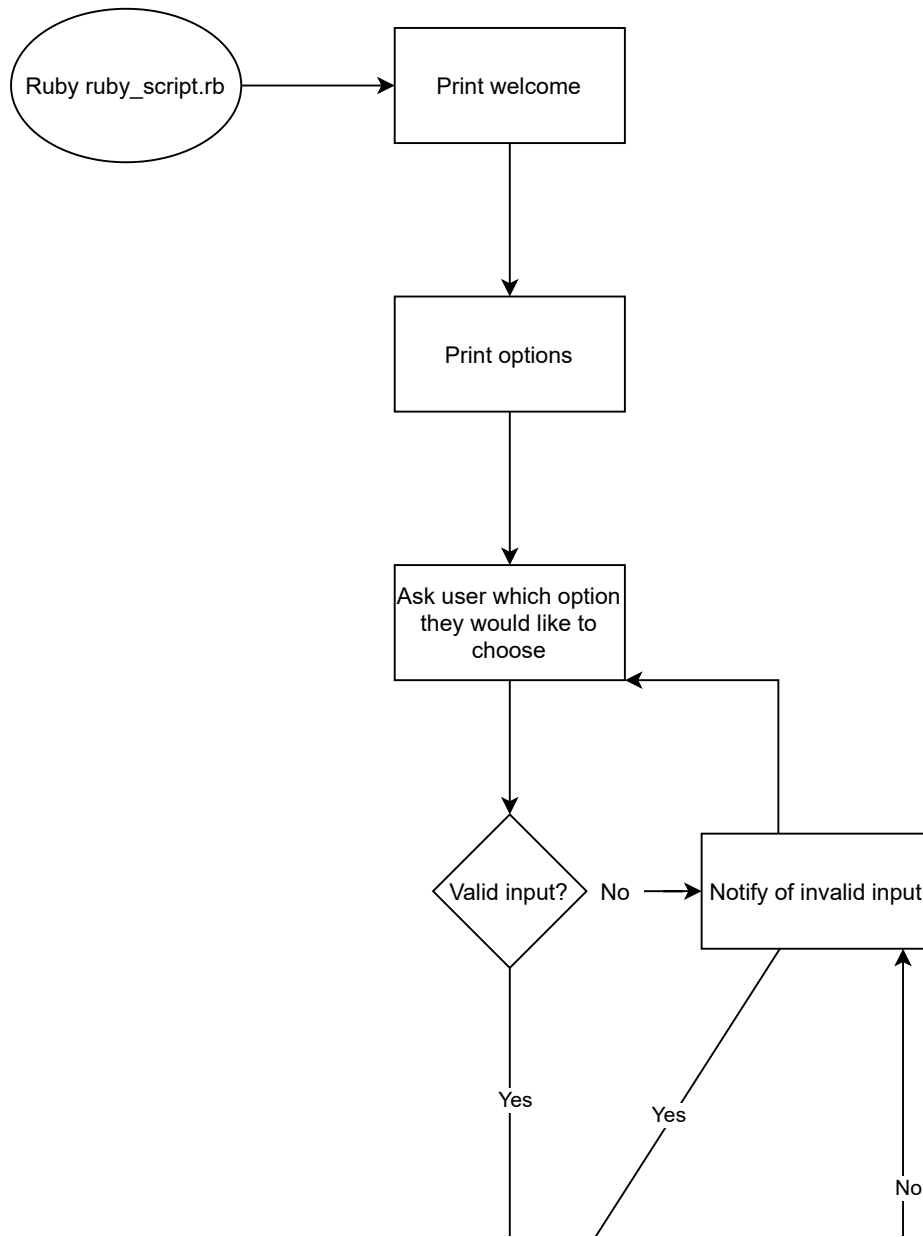 Ruby ruby_script.rb
Print welcome
Print options
Ask user which option
they would like to
choose
Valid input?
No
Notify of invalid input
Yes
Yes
No